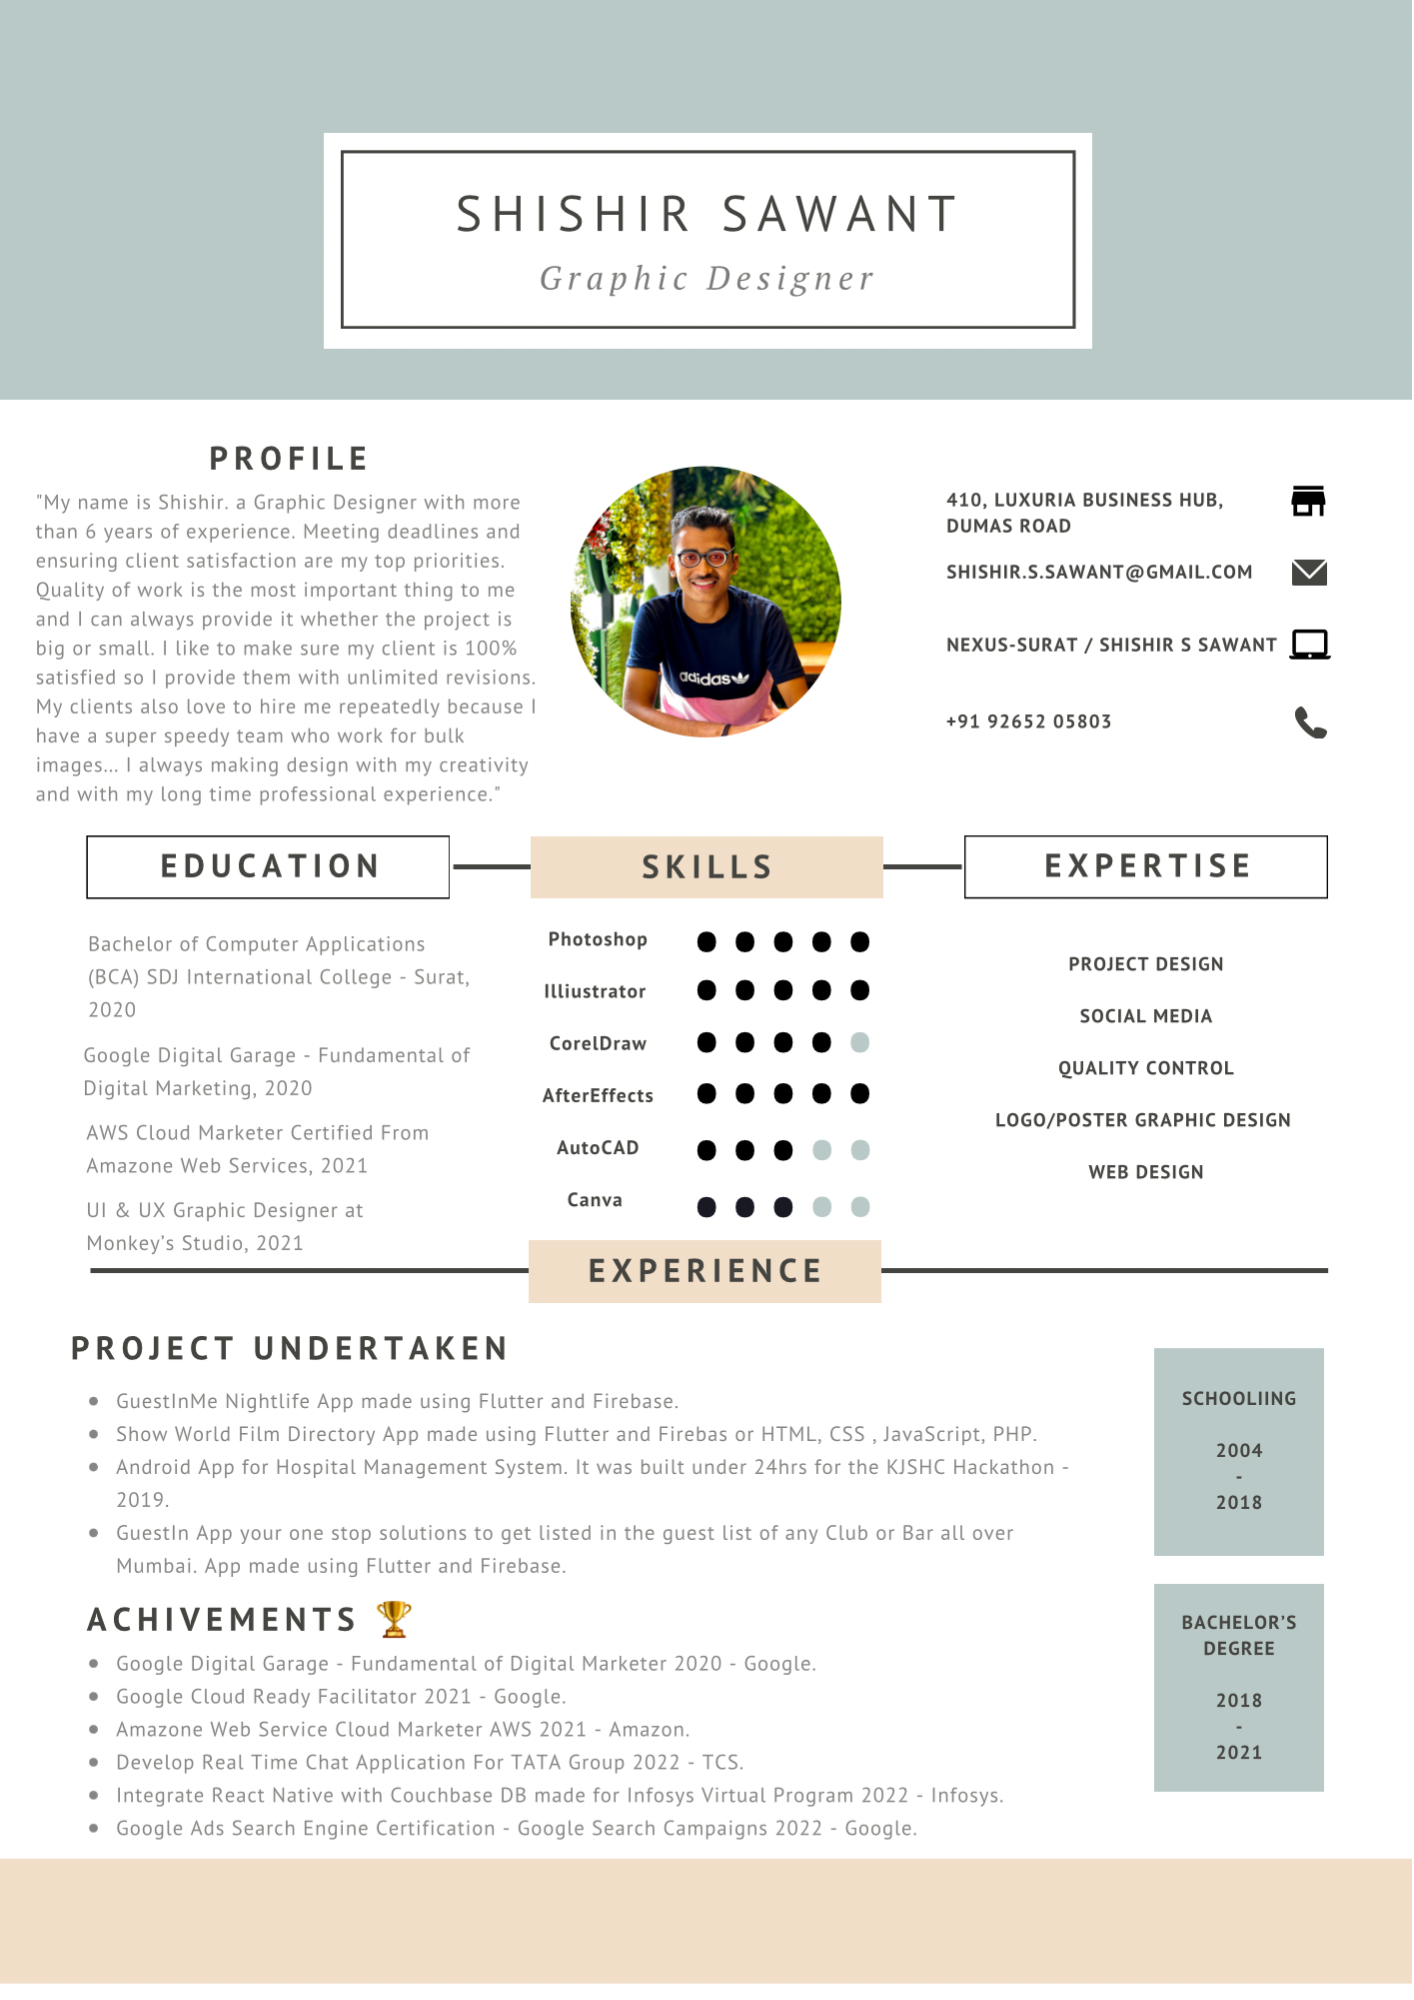 SHISHIR SAWANT
Graphic Designer
PROFILE
"My name is Shishir. a Graphic Designer with more
than 6 years of experience. Meeting deadlines and
ensuring client satisfaction are my top priorities.
Quality of work is the most important thing to me
and I can always provide it whether the project is
big or small. I like to make sure my client is 100%
satisfied so I provide them with unlimited revisions.
My clients also love to hire me repeatedly because I
have a super speedy team who work for bulk
images... I always making design with my creativity
and with my long time professional experience."
adidas
410, LUXURIA BUSINESS HUB,
DUMAS ROAD
SHISHIR.S.SAWANT@GMAIL.COM
NEXUS-SURAT / SHISHIR S SAWANT
+91 92652 05803
EDUCATION
Bachelor of Computer Applications
(BCA) SDJ International College - Surat,
2020
Google Digital Garage - Fundamental of
Digital Marketing, 2020
AWS Cloud Marketer Certified From
Amazone Web Services, 2021
UI & UX Graphic Designer at
Monkey's Studio, 2021
SKILLS
Photoshop
Illiustrator
CorelDraw
AfterEffects
AutoCAD
Canva
EXPERTISE
PROJECT DESIGN
SOCIAL MEDIA
QUALITY CONTROL
LOGO/POSTER GRAPHIC DESIGN
WEB DESIGN
EXPERIENCE
PROJECT UNDERTAKEN
GuestInMe Nightlife App made using Flutter and Firebase.
Show World Film Directory App made using Flutter and Firebas or HTML, CSS , JavaScript, PHP.
Android App for Hospital Management System. It was built under 24hrs for the KJSHC Hackathon -
2019.
GuestIn App your one stop solutions to get listed in the guest list of any Club or Bar all over
Mumbai. App made using Flutter and Firebase.
ACHIVEMENTS
Google Digital Garage - Fundamental of Digital Marketer 2020 - Google.
Google Cloud Ready Facilitator 2021 - Google.
Amazone Web Service Cloud Marketer AWS 2021 - Amazon.
Develop Real Time Chat Application For TATA Group 2022 - TCS.
Integrate React Native with Couchbase DB made for Infosys Virtual Program 2022 - Infosys.
Google Ads Search Engine Certification - Google Search Campaigns 2022 - Google.
SCHOOLIING
2004
-
2018
BACHELOR'S
DEGREE
2018
-
2021